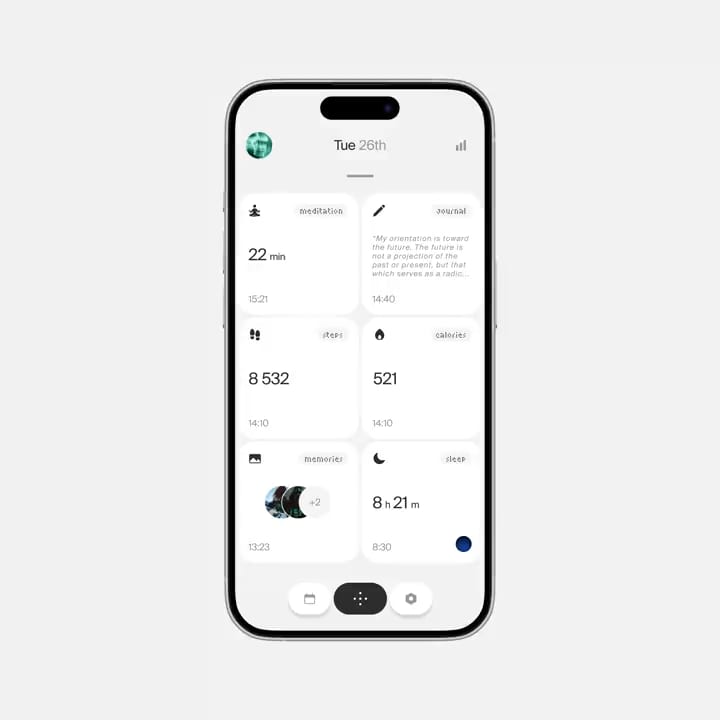 Tue 26th
meditation
22 min
15:21
journal
"My orientation is toward
the future. The future is
not a projection of the
past or present, but that
which serves as a radic...
14:40
steps
8 532
14:10
calories
521
14:10
memories
+2
13:23
sleep
8 h 21 m
8:30